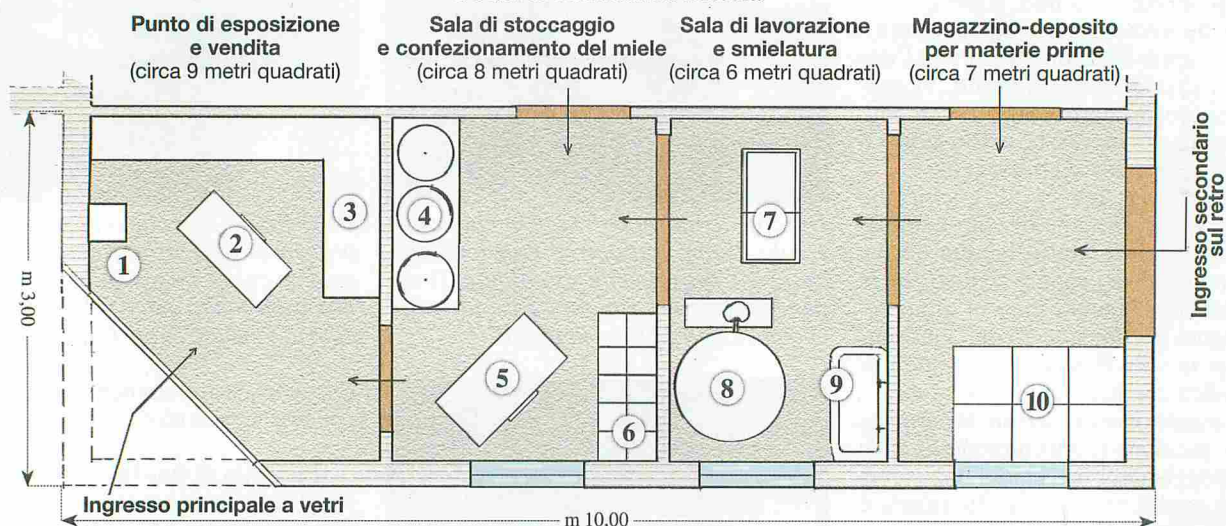 Punto di esposizione
e vendita
(circa 9 metri quadrati)
Sala di stoccaggio
e confezionamento del miele
(circa 8 metri quadrati)
Sala di lavorazione
e smielatura
(circa 6 metri quadrati)
Magazzino-deposito
per materie prime
(circa 7 metri quadrati)
Ingresso secondario
sul retro
1
2
3
4
5
6
7
8
9
10
m 3,00
Ingresso principale a vetri
m 10.00